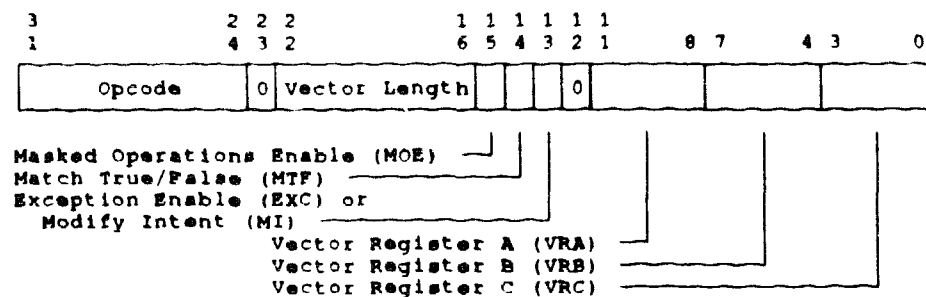 3 2 2 2 1 1 1 1 1 1
1 4 3 2 6 5 4 3 2 1 8 7 4 3 0
Opcode 0 Vector Length 0
Masked Operations Enable (MOE)
Match True/False (MTF)
Exception Enable (EXC) or
Modify Intent (MI)
Vector Register A (VRA)
Vector Register B (VRB)
Vector Register C (VRC)